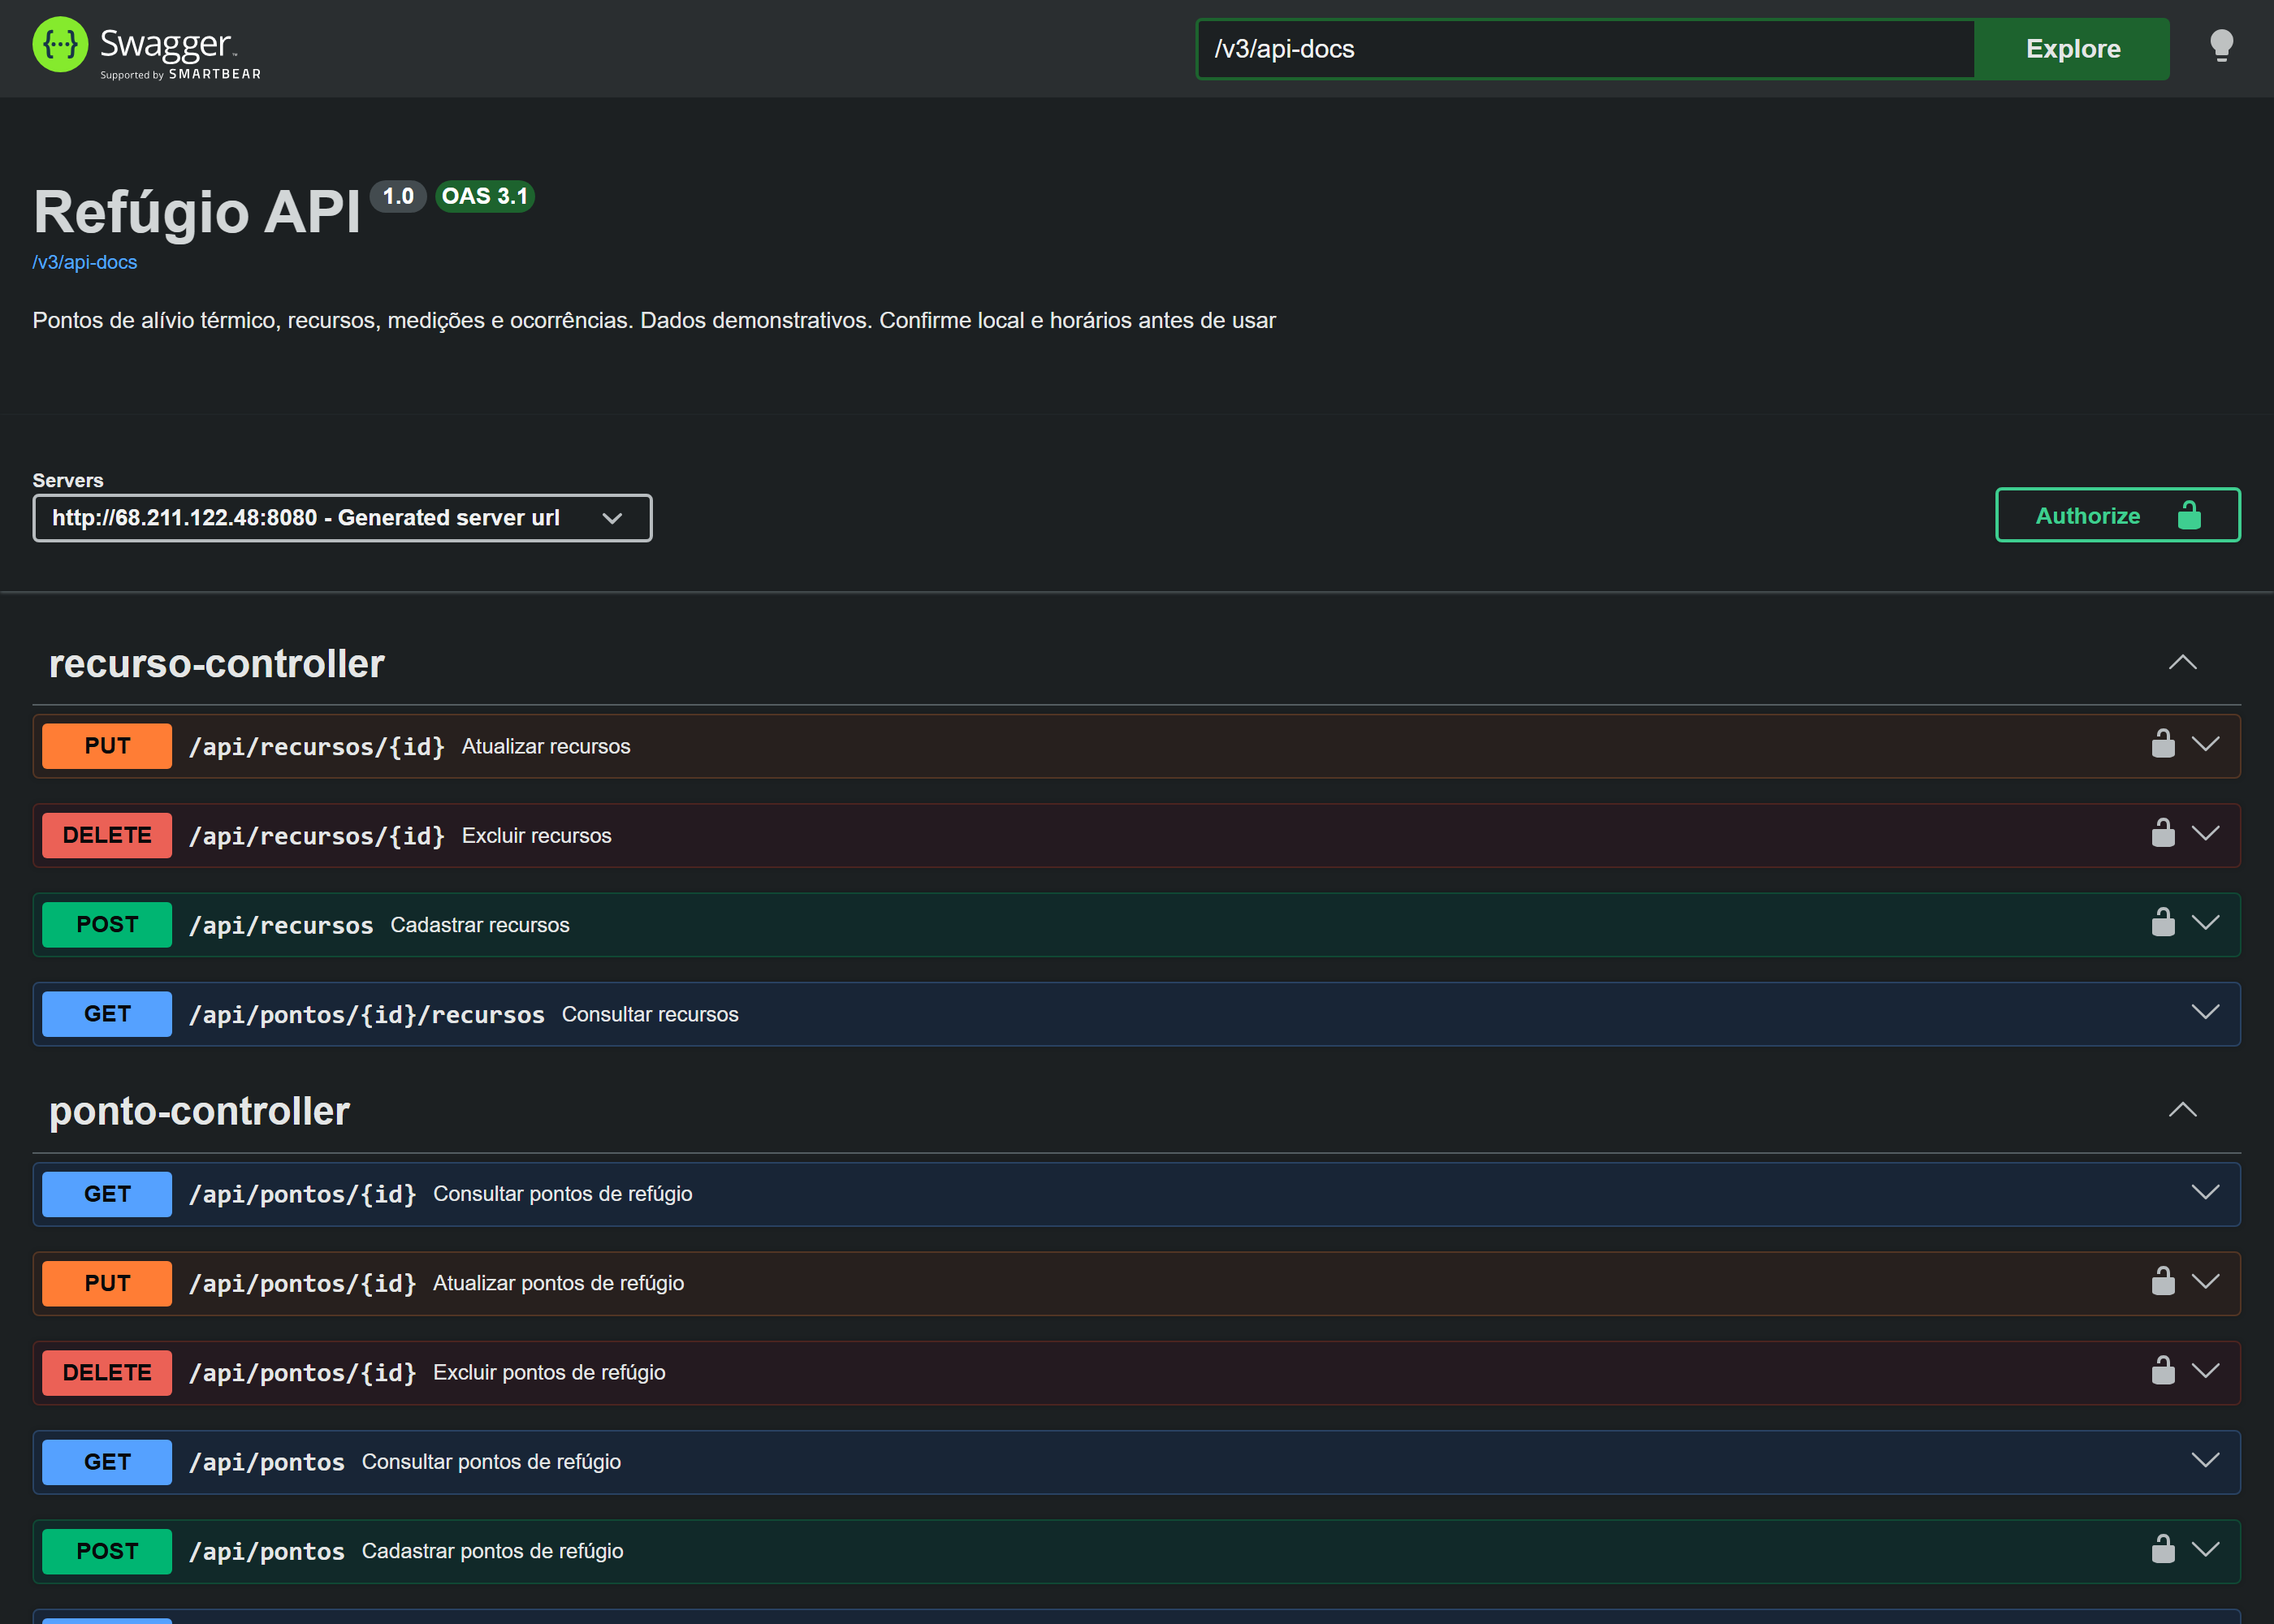 Swagger™
Supported by SMARTBEAR
/v3/api-docs
Explore
Refúgio API 1.0 OAS 3.1
/v3/api-docs
Pontos de alívio térmico, recursos, medições e ocorrências. Dados demonstrativos. Confirme local e horários antes de usar
Servers
http://68.211.122.48:8080 - Generated server url
Authorize
recurso-controller
PUT /api/recursos/{id} Atualizar recursos
DELETE /api/recursos/{id} Excluir recursos
POST /api/recursos Cadastrar recursos
GET /api/pontos/{id}/recursos Consultar recursos
ponto-controller
GET /api/pontos/{id} Consultar pontos de refúgio
PUT /api/pontos/{id} Atualizar pontos de refúgio
DELETE /api/pontos/{id} Excluir pontos de refúgio
GET /api/pontos Consultar pontos de refúgio
POST /api/pontos Cadastrar pontos de refúgio